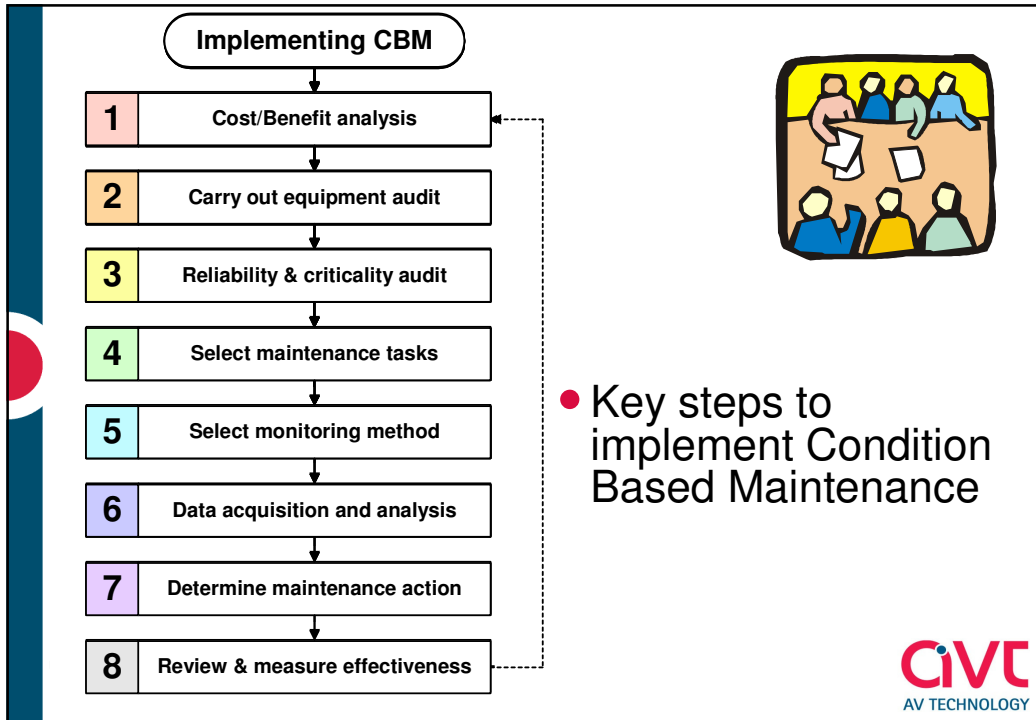 Implementing CBM
1 Cost/Benefit analysis
2 Carry out equipment audit
3 Reliability & criticality audit
4 Select maintenance tasks
5 Select monitoring method
6 Data acquisition and analysis
7 Determine maintenance action
8 Review & measure effectiveness
• Key steps to
implement Condition
Based Maintenance
avt
AV TECHNOLOGY